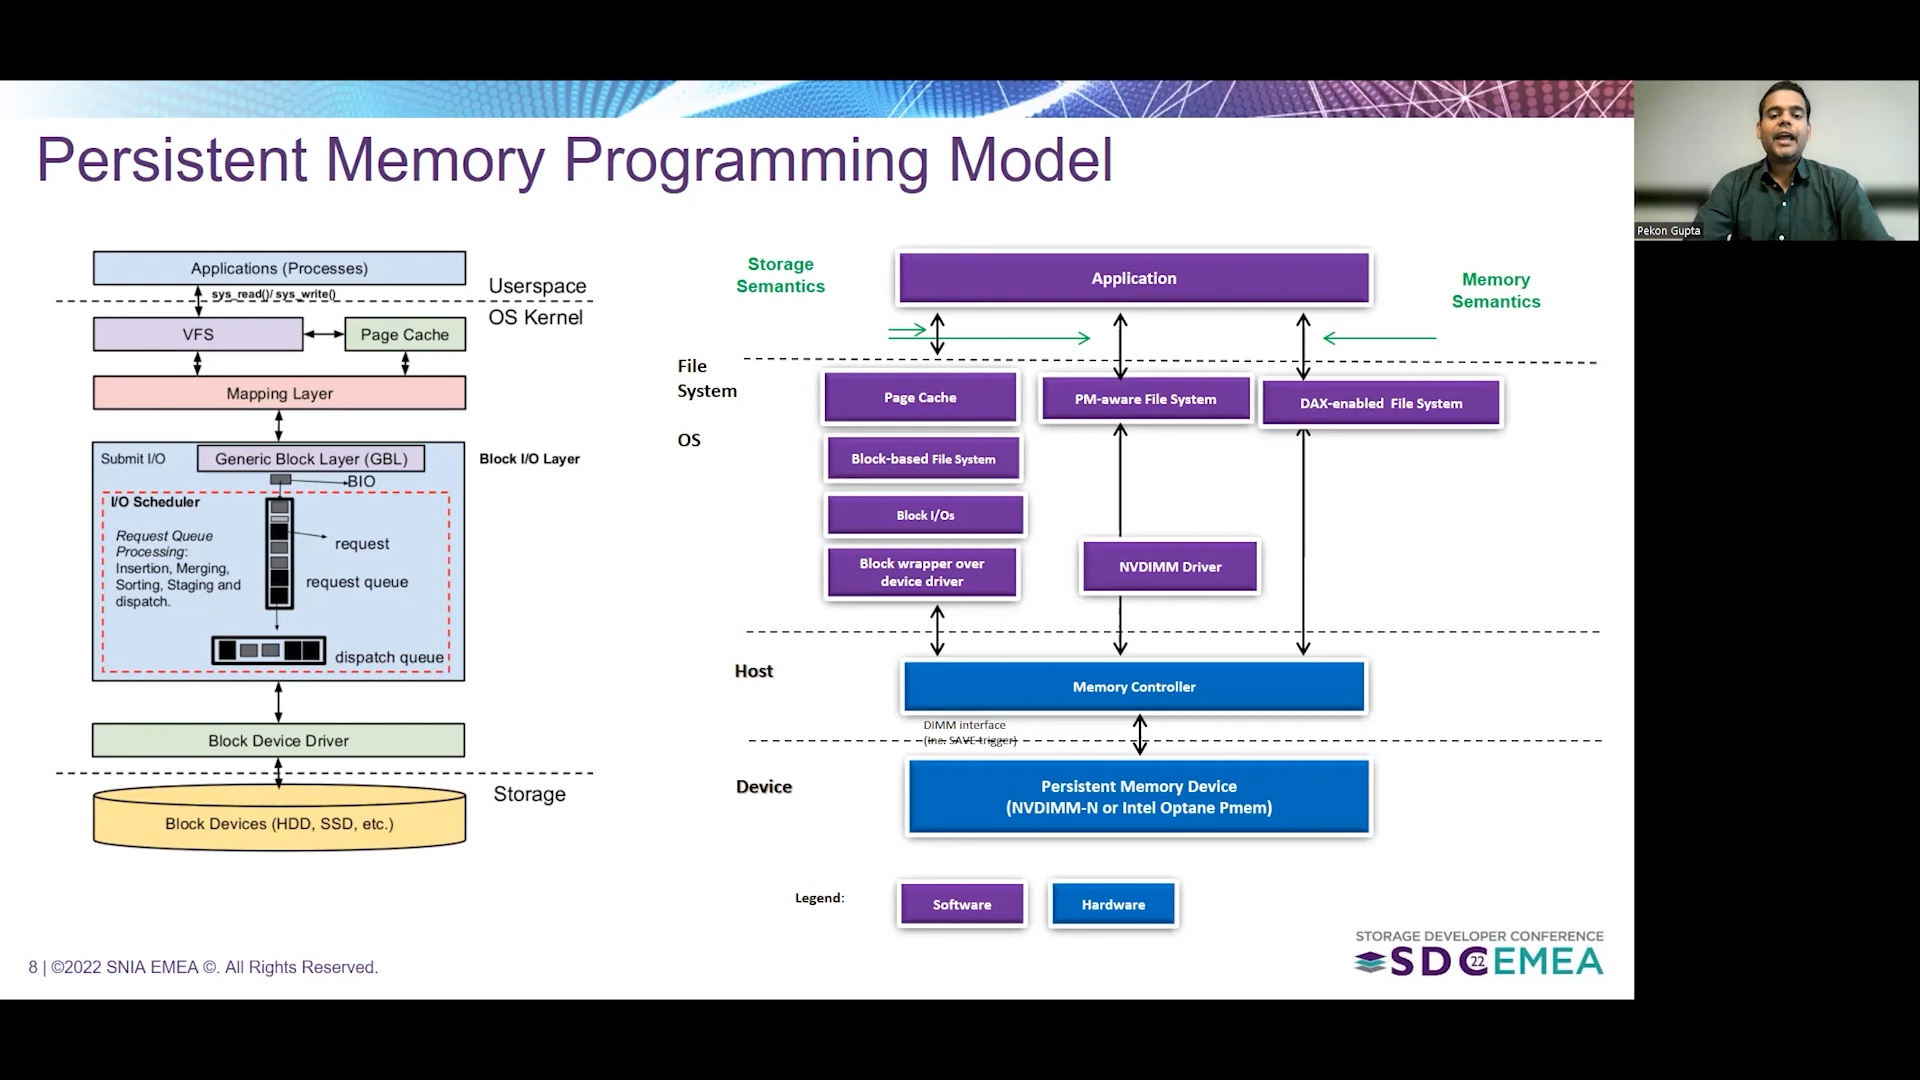 Persistent Memory Programming Model
Pekon Gupta
Applications (Processes)
sys_read()/ sys_write()
Userspace
OS Kernel
VFS
Page Cache
Mapping Layer
Submit I/O
Generic Block Layer (GBL)
Block I/O Layer
BIO
I/O Scheduler
Request Queue
Processing:
Insertion, Merging,
Sorting, Staging and
dispatch.
request
request queue
dispatch queue
Block Device Driver
Storage
Block Devices (HDD, SSD, etc.)
Storage
Semantics
Application
Memory
Semantics
File
System
OS
Page Cache
PM-aware File System
DAX-enabled File System
Block-based File System
Block I/Os
Block wrapper over
device driver
NVDIMM Driver
Host
Memory Controller
DIMM interface
(inc. SAVE trigger)
Device
Persistent Memory Device
(NVDIMM-N or Intel Optane Pmem)
Legend:
Software
Hardware
8 | ©2022 SNIA EMEA ©. All Rights Reserved.
STORAGE DEVELOPER CONFERENCE
SDC 22 EMEA